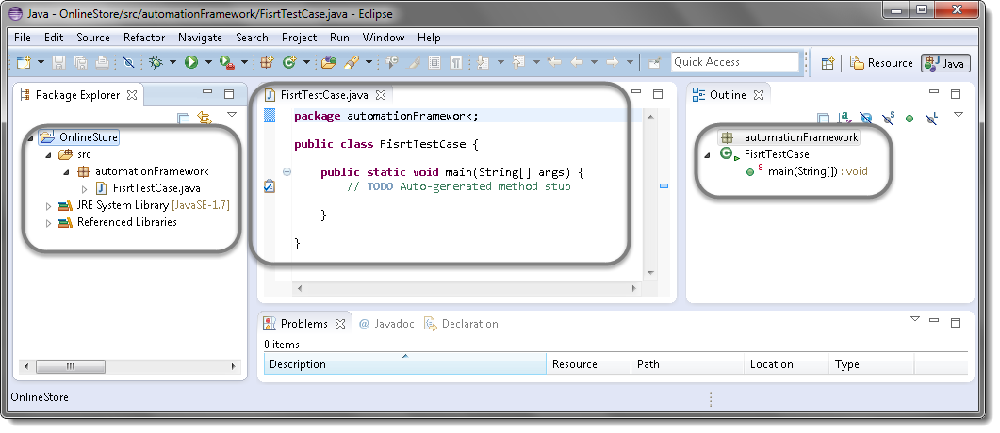 Java - OnlineStore/src/automationFramework/FisrtTestCase.java - Eclipse
File Edit Source Refactor Navigate Search Project Run Window Help
Quick Access
Resource
Java
Package Explorer
OnlineStore
src
automationFramework
FisrtTestCase.java
JRE System Library [JavaSE-1.7]
Referenced Libraries
FisrtTestCase.java
package automationFramework;
public class FisrtTestCase {
public static void main(String[] args) {
// TODO Auto-generated method stub
}
}
Outline
automationFramework
FisrtTestCase
main(String[]) : void
Problems @ Javadoc Declaration
0 items
Description Resource Path Location Type
OnlineStore